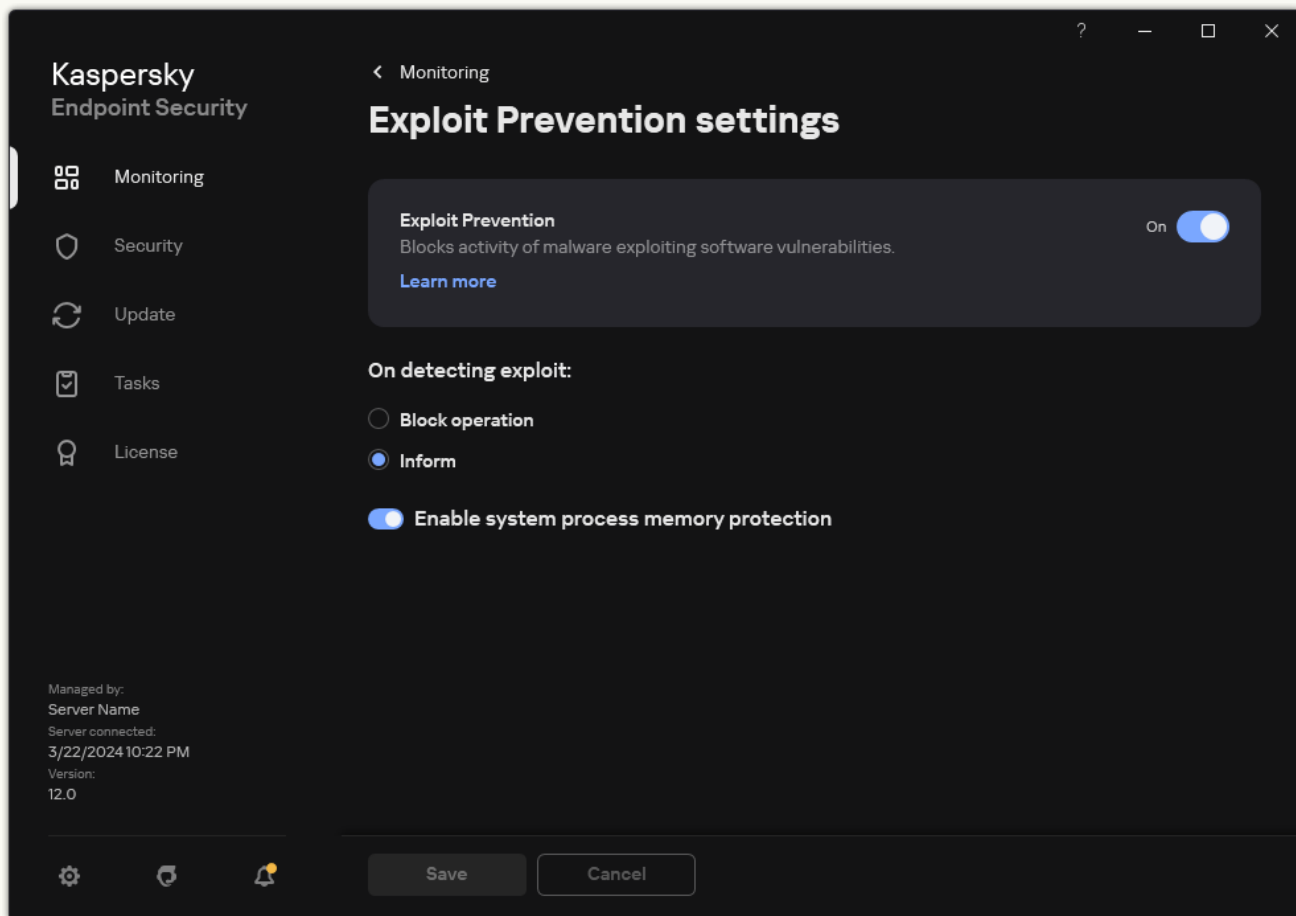 ?
Kaspersky
Endpoint Security
Monitoring
Security
Update
Tasks
License
Managed by:
Server Name
Server connected:
3/22/2024 10:22 PM
Version:
12.0
Monitoring
Exploit Prevention settings
Exploit Prevention
Blocks activity of malware exploiting software vulnerabilities.
Learn more
On
On detecting exploit:
Block operation
Inform
Enable system process memory protection
Save
Cancel